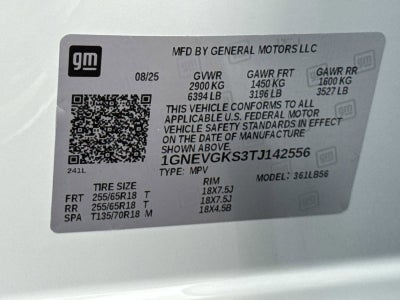 gm
MFD BY GENERAL MOTORS LLC
08/25 GVWR GAWR FRT GAWR RR
2900 KG 1450 KG 1600 KG
6394 LB 3196 LB 3527 LB
THIS VEHICLE CONFORMS TO ALL
APPLICABLE U.S. FEDERAL MOTOR
VEHICLE SAFETY STANDARDS IN EFFECT
ON THE DATE OF MANUFACTURE SHOWN ABOVE.
1GNEVGKS3TJ142556
241L TYPE: MPV MODEL: 361LB56
TIRE SIZE RIM
FRT 255/65R18 T 18X7.5J
RR 255/65R18 T 18X7.5J
SPA T135/70R18 M 18X4.5B